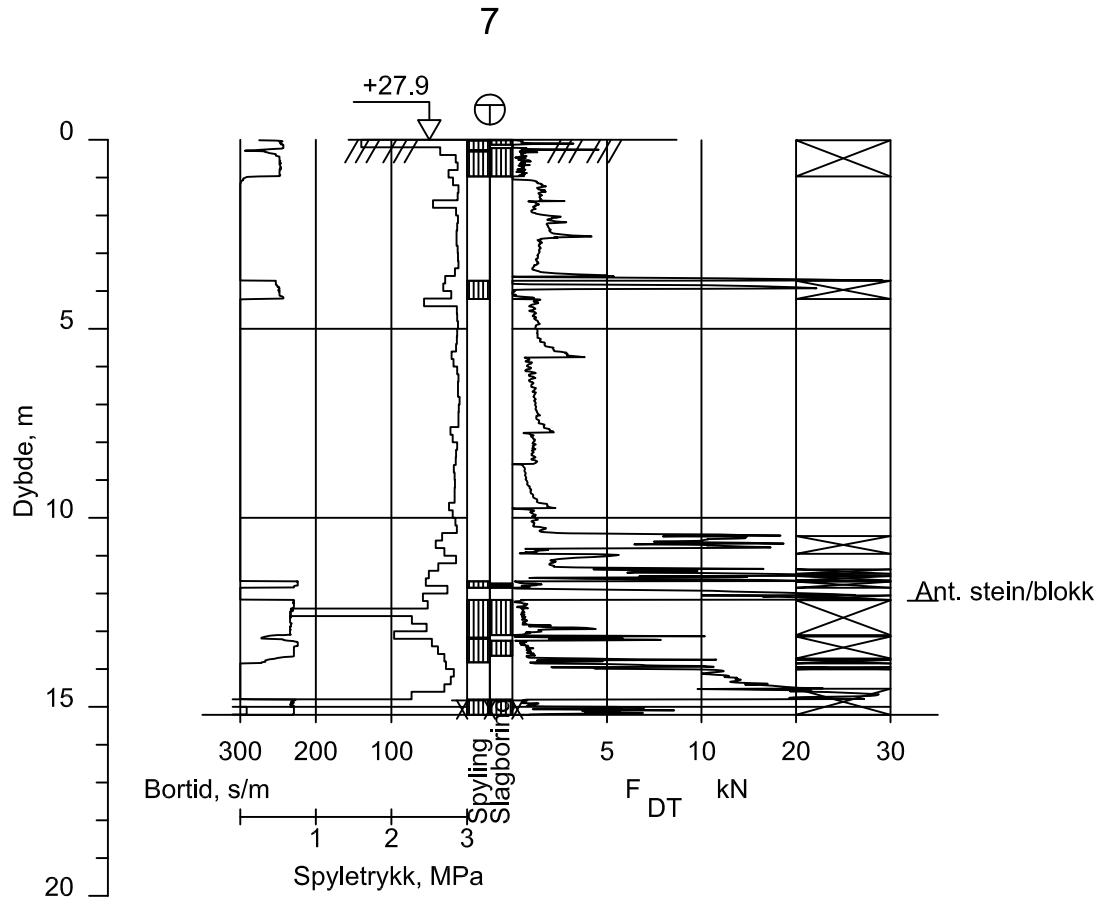 7
+27.9
0
5
10
15
20
Dybde, m
Ant. stein/blokk
300 200 100 5 10 20 30
Bortid, s/m
Spyling
Slagboring
F DT kN
1 2 3
Spyletrykk, MPa